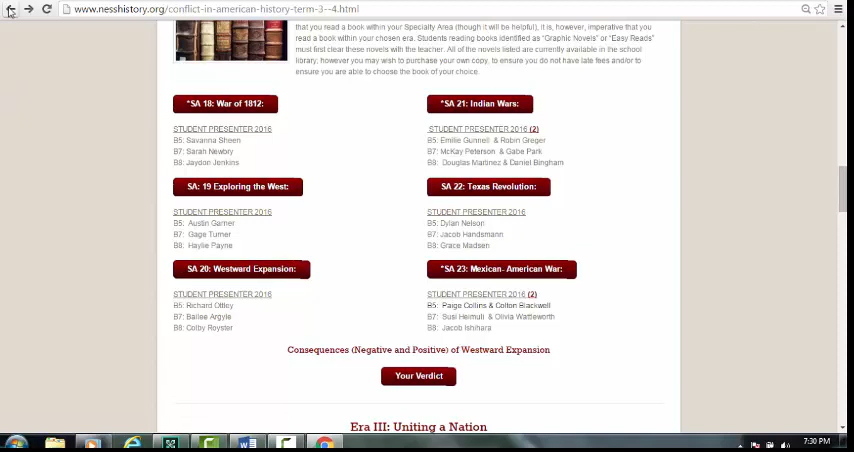 www.nesshistory.org/conflict-in-american-history-term-3--4.html
that you read a book within your Specialty Area (though it will be helpful), it is, however, imperative that you
read a book within your chosen era. Students reading books identified as "Graphic Novels" or "Easy Reads"
must first clear these novels with the teacher. All of the novels listed are currently available in the school
library; however you may wish to purchase your own copy, to ensure you do not have late fees and/or to
ensure you are able to choose the book of your choice
*SA 18: War of 1812:
STUDENT PRESENTER 2016
B5: Savanna Sheen
B7: Sarah Newbry
B8: Jaydon Jenkins
SA: 19 Exploring the West:
STUDENT PRESENTER 2016
B5: Austin Garner
B7: Gage Turner
B8: Haylie Payne
SA 20: Westward Expansion:
STUDENT PRESENTER 2016
B5: Richard Ottley
B7: Bailee Argyle
B8: Colby Royster
*SA 21: Indian Wars:
STUDENT PRESENTER 2016 (2)
B5: Emilie Gunnell & Robin Greger
B7: McKay Peterson & Gabe Park
B8: Douglas Martinez & Daniel Bingham
SA 22: Texas Revolution:
STUDENT PRESENTER 2016
B5: Dylan Nelson
B7: Jacob Handsmann
B8: Grace Madsen
*SA 23: Mexican- American War:
STUDENT PRESENTER 2016 (2)
B5: Paige Collins & Colton Blackwell
B7: Susi Heimuli & Olivia Wattleworth
B8: Jacob Ishihara
Consequences (Negative and Positive) of Westward Expansion
Your Verdict
Era III: Uniting a Nation
7:30 PM